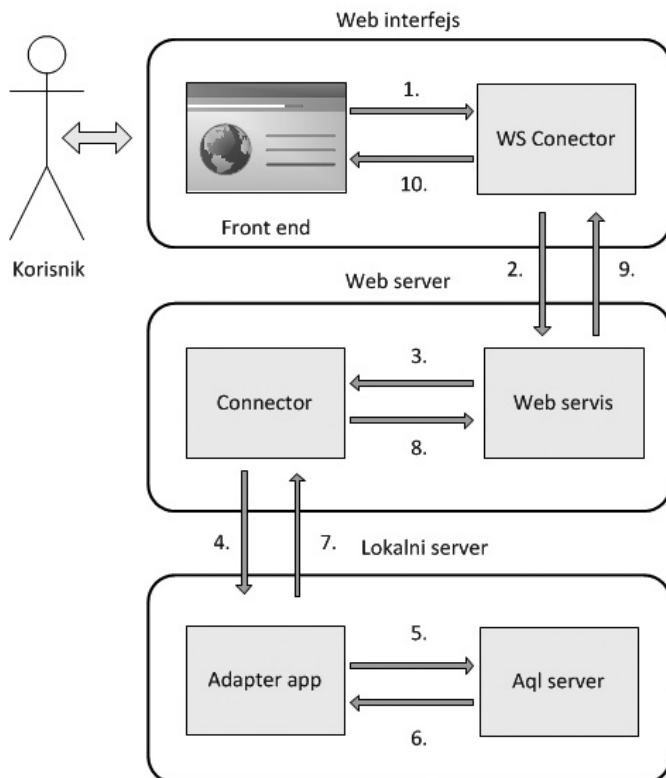 Web interfejs
1.
WS Conector
10.
Front end
Korisnik
2.
9.
Web server
3.
Connector
Web servis
8.
4.
7.
Lokalni server
5.
Adapter app
Aql server
6.